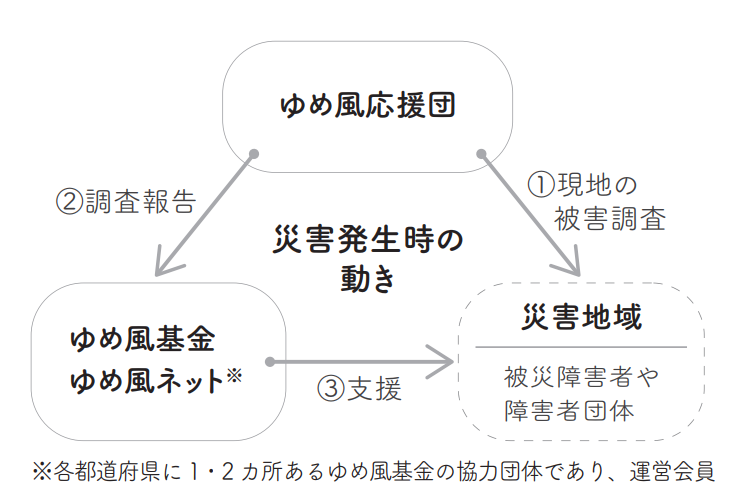 ゆめ風応援団
①現地の
被害調査
②調査報告
災害発生時の
動き
災害地域
被災障害者や
障害者団体
ゆめ風基金
ゆめ風ネット※
③支援
※各都道府県に1・2カ所あるゆめ風基金の協力団体であり、運営会員